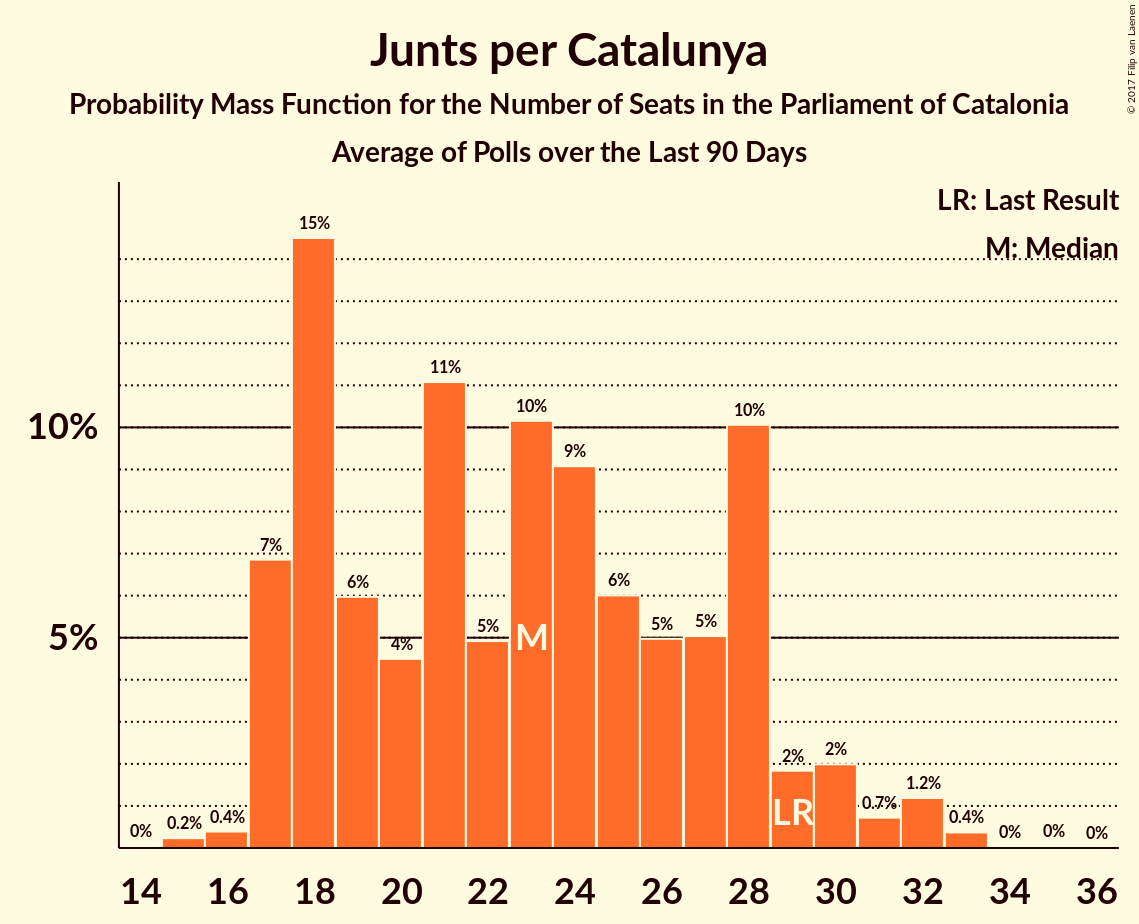 © 2017 Filip van Laenen
Junts per Catalunya
Probability Mass Function for the Number of Seats in the Parliament of Catalonia
Average of Polls over the Last 90 Days
LR: Last Result
M: Median
10%
5%
0%
0.2%
0.4%
7%
15%
6%
4%
11%
5%
10%
9%
6%
5%
5%
10%
2%
2%
0.7%
1.2%
0.4%
0%
0%
0%
M
LR
14 16 18 20 22 24 26 28 30 32 34 36